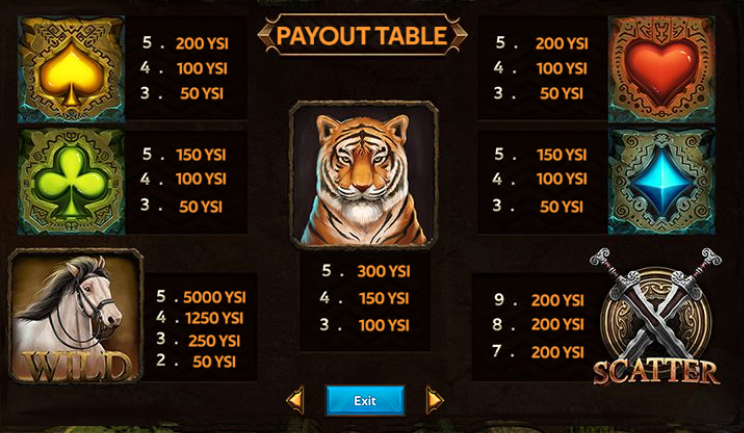 PAYOUT TABLE
5 . 200 YSI
4 . 100 YSI
3 . 50 YSI
5 . 200 YSI
4 . 100 YSI
3 . 50 YSI
5 . 150 YSI
4 . 100 YSI
3 . 50 YSI
5 . 150 YSI
4 . 100 YSI
3 . 50 YSI
WILD
5 . 5000 YSI
4 . 1250 YSI
3 . 250 YSI
2 . 50 YSI
5 . 300 YSI
4 . 150 YSI
3 . 100 YSI
9 . 200 YSI
8 . 200 YSI
7 . 200 YSI
SCATTER
Exit